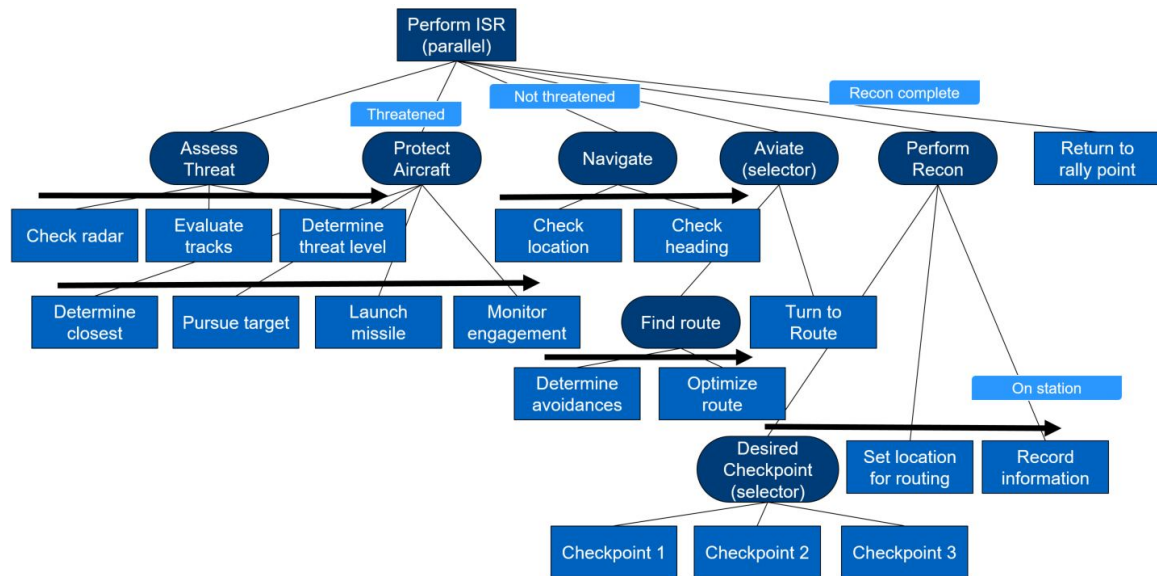 Perform ISR
(parallel)
Not threatened
Recon complete
Threatened
Assess
Threat
Protect
Aircraft
Navigate
Aviate
(selector)
Perform
Recon
Return to
rally point
Check radar
Evaluate
tracks
Determine
threat level
Check
location
Check
heading
Determine
closest
Pursue target
Launch
missile
Monitor
engagement
Find route
Turn to
Route
Determine
avoidances
Optimize
route
On station
Desired
Checkpoint
(selector)
Set location
for routing
Record
information
Checkpoint 1
Checkpoint 2
Checkpoint 3